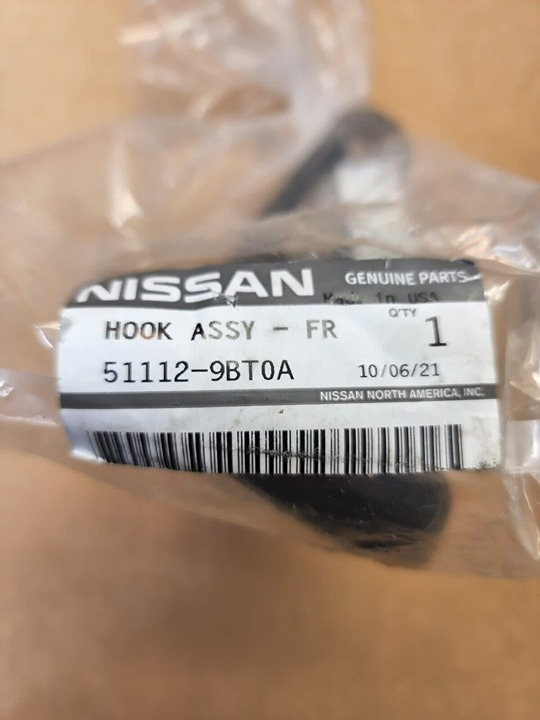 NISSAN GENUINE PARTS
Made in USA
HOOK ASSY - FR Q'TY 1
51112-9BT0A 10/06/21
NISSAN NORTH AMERICA, INC.